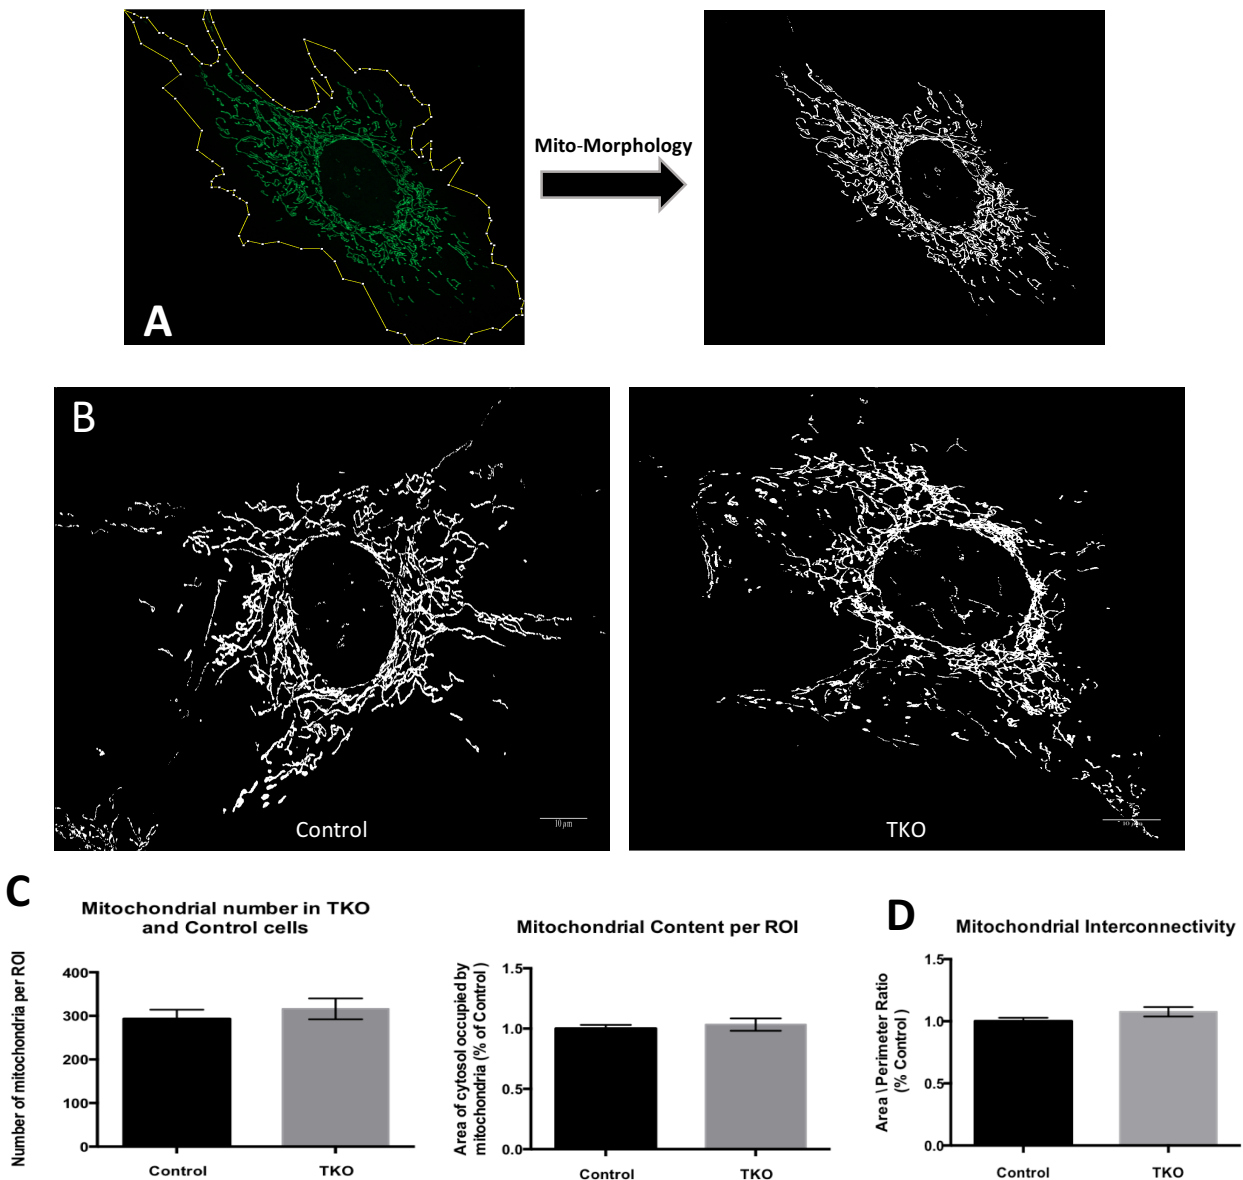 Mito-Morphology
A
B
Control
10 µm
TKO
C
Mitochondrial number in TKO
and Control cells
Number of mitochondria per ROI
400
300
200
100
0
Control
TKO
Mitochondrial Content per ROI
Area of cytosol occupied by
mitochondria (% of Control )
1.5
1.0
0.5
0.0
Control
TKO
D
Mitochondrial Interconnectivity
Area \ Perimeter Ratio
(% Control )
1.5
1.0
0.5
0.0
Control
TKO